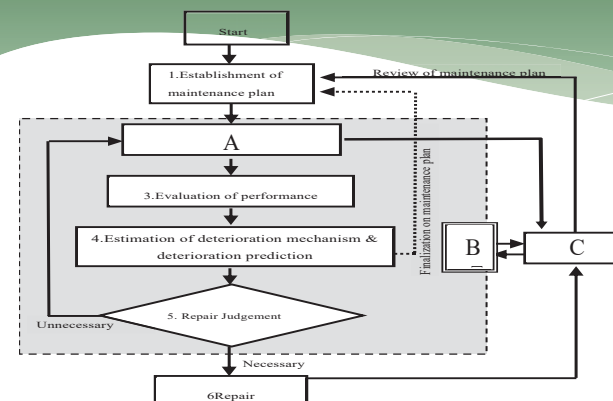 Start
1.Establishment of
maintenance plan
Review of maintenance plan
A
3.Evaluation of performance
4.Estimation of deterioration mechanism &
deterioration prediction
Finalization on maintenance plan
B
C
5. Repair Judgement
Unnecessary
Necessary
6Repair